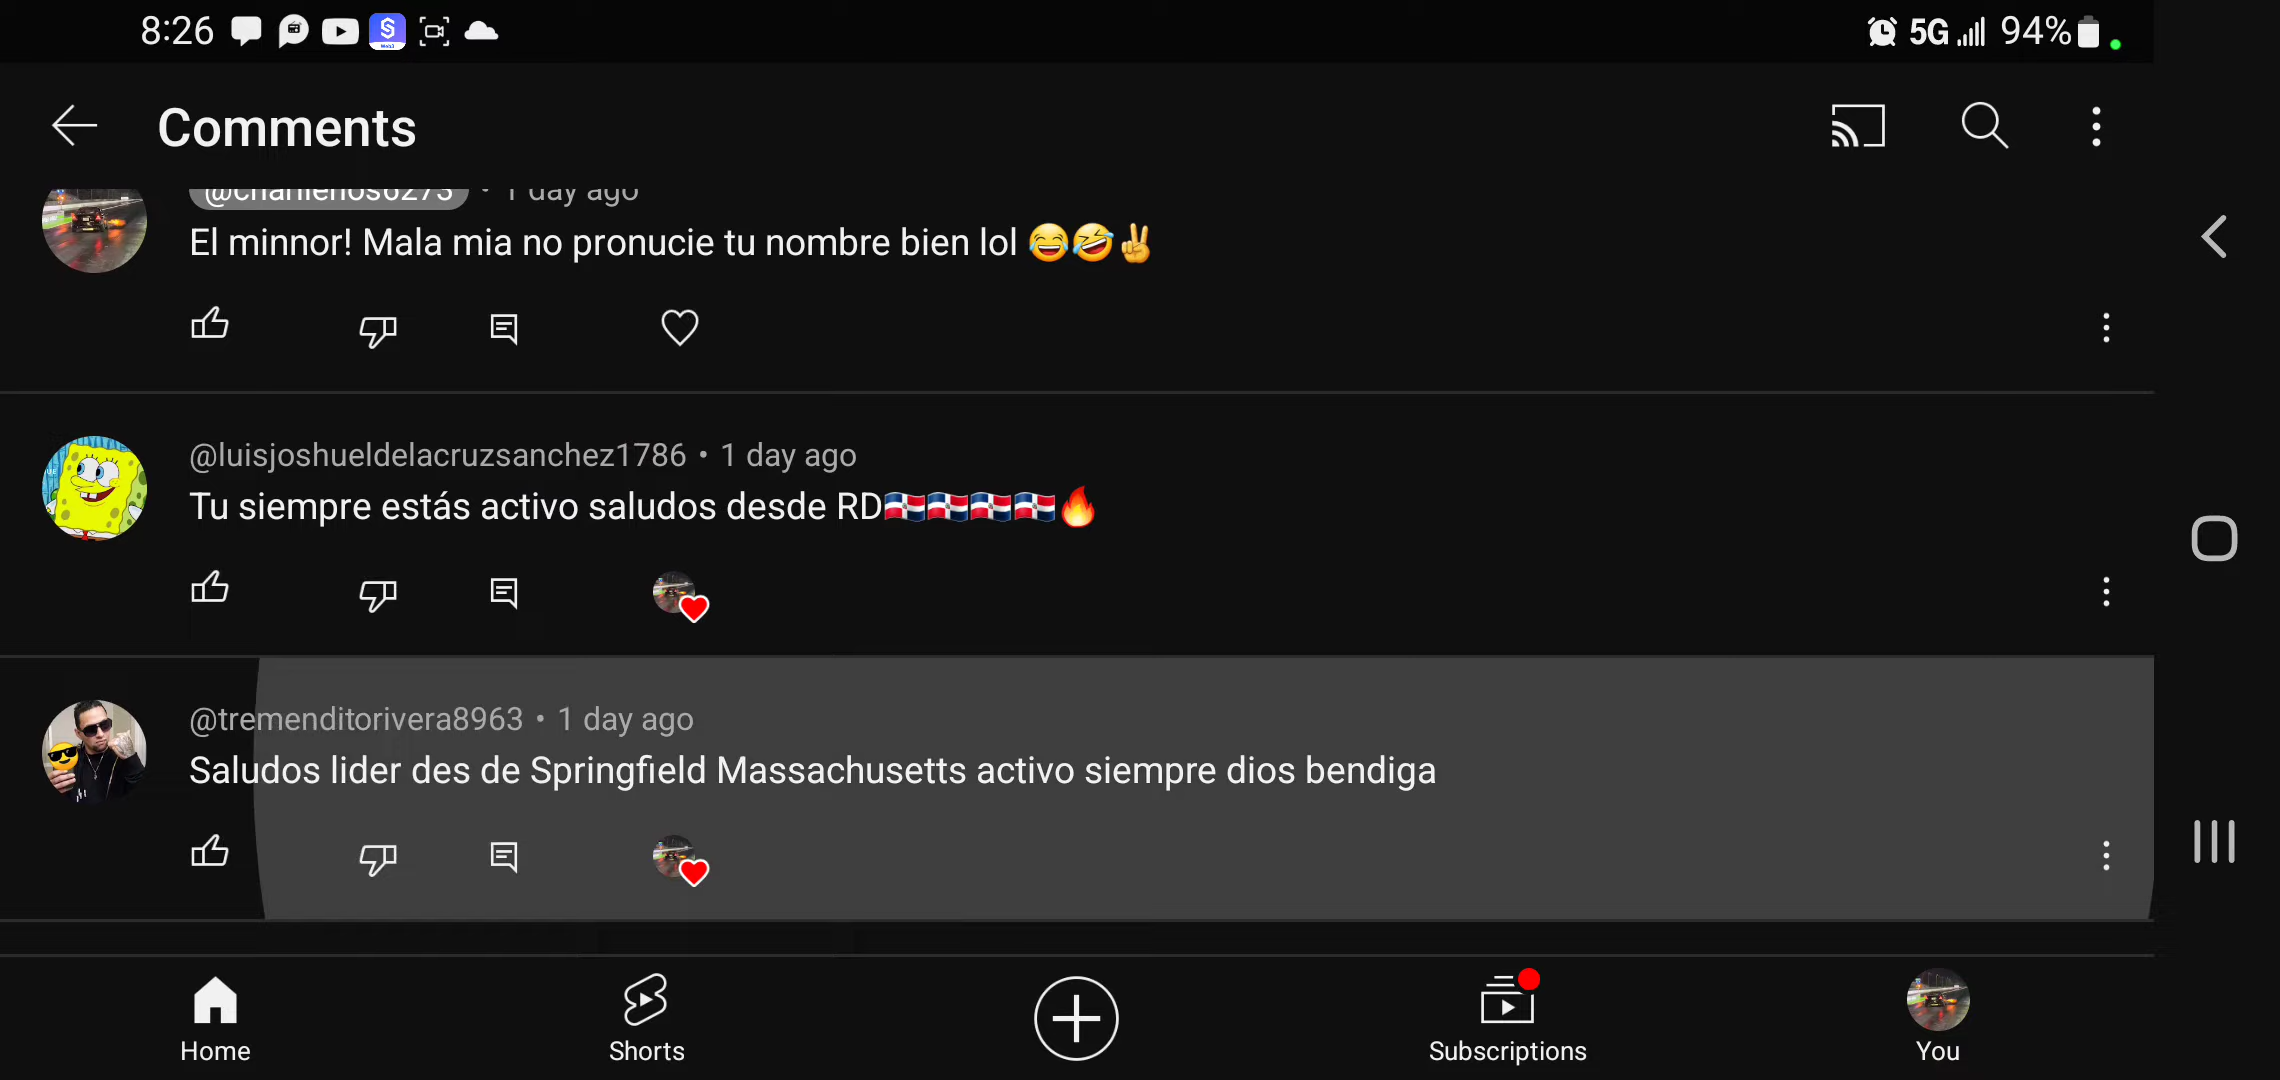 8:26
5G 94%
Comments
1 day ago
El minnor! Mala mia no pronucie tu nombre bien lol 😂🤣✌
@luisjoshueldelacruzsanchez1786 • 1 day ago
Tu siempre estás activo saludos desde RD🇩🇴🇩🇴🇩🇴🇩🇴🔥
@tremenditorivera8963 • 1 day ago
Saludos lider des de Springfield Massachusetts activo siempre dios bendiga
Home
Shorts
Subscriptions
You